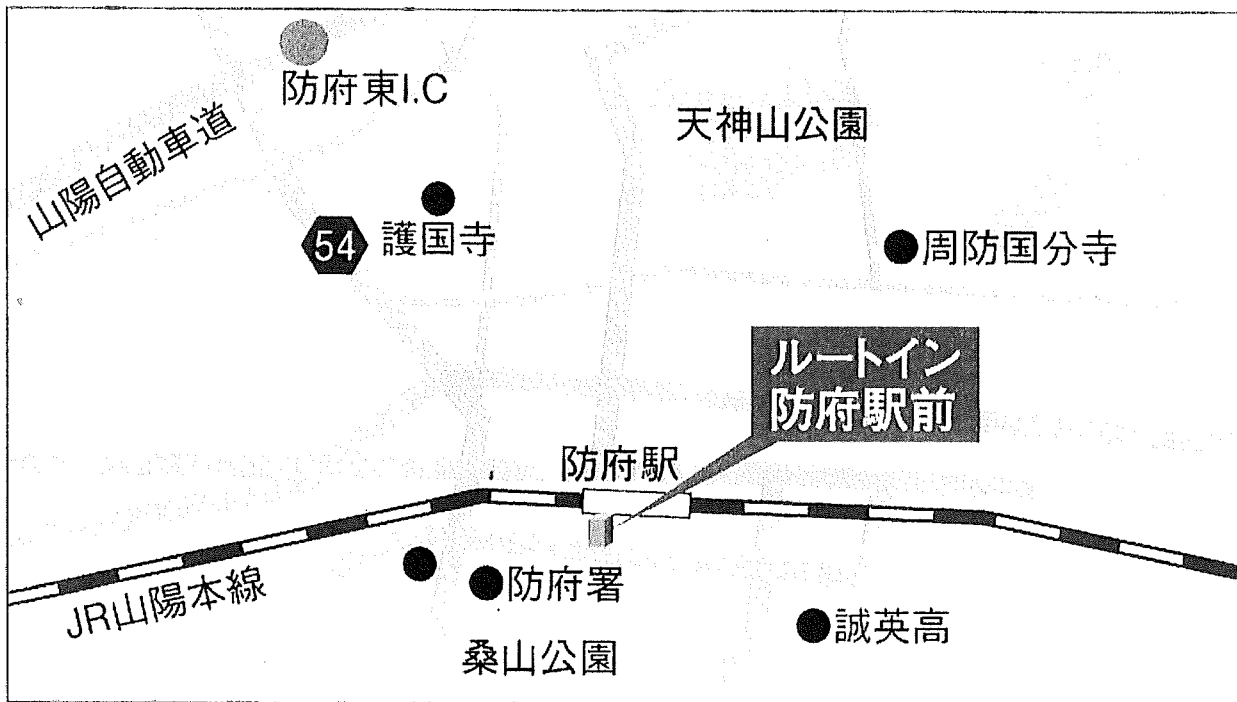 防府東I.C
天神山公園
山陽自動車道
54
護国寺
周防国分寺
ルートイン
防府駅前
防府駅
JR山陽本線
防府署
誠英高
桑山公園